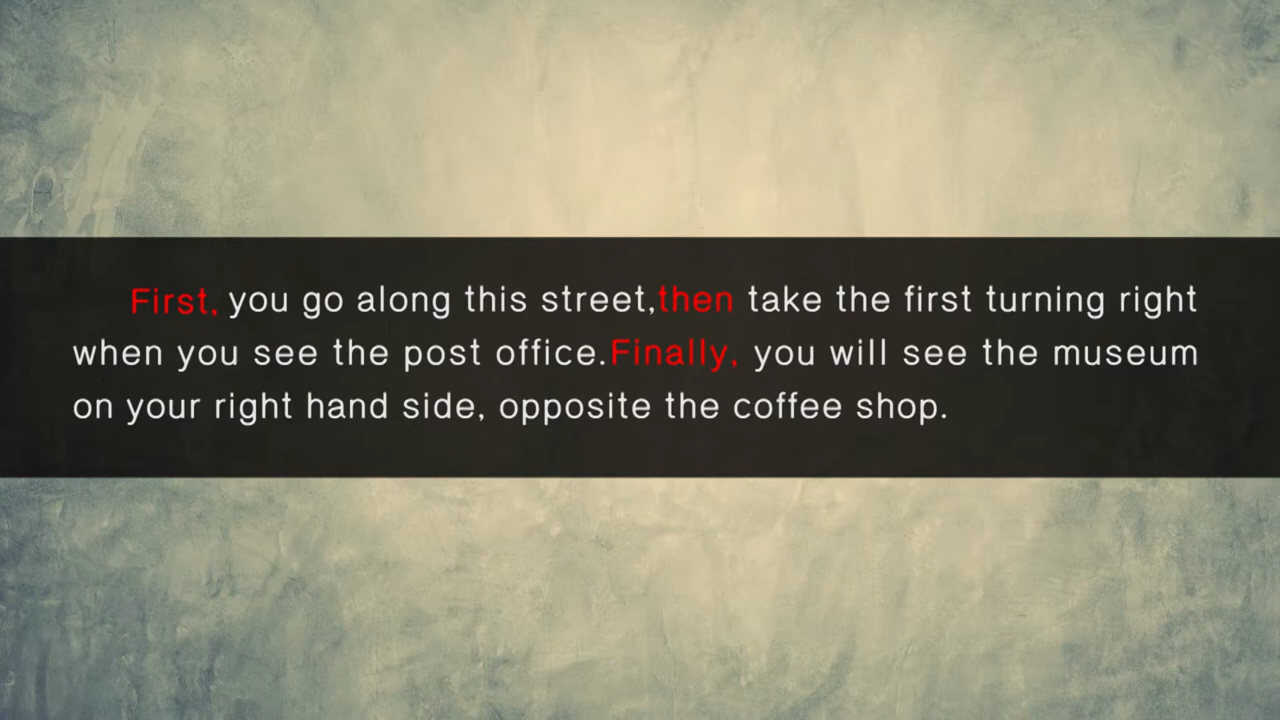 First, you go along this street,then take the first turning right
when you see the post office.Finally, you will see the museum
on your right hand side, opposite the coffee shop.